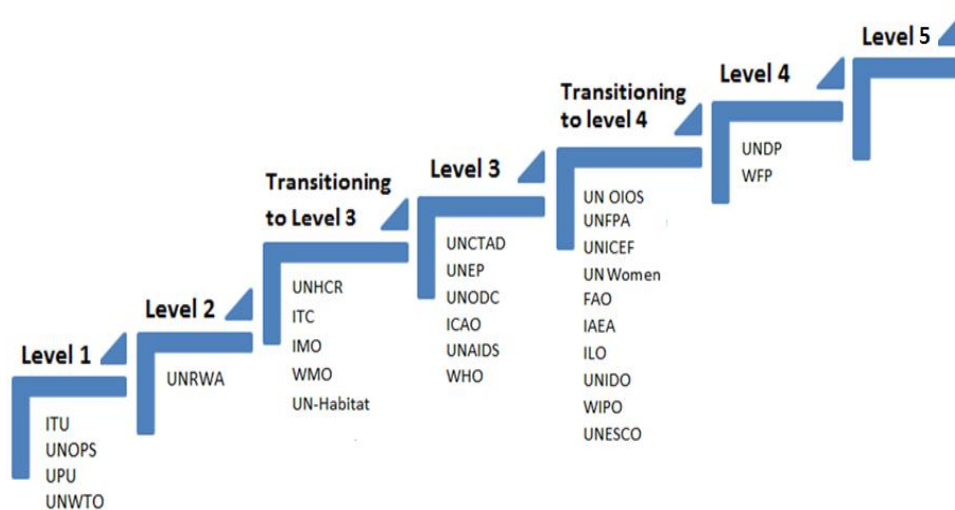 Level 1
ITU
UNOPS
UPU
UNWTO
Level 2
UNRWA
Transitioning
to Level 3
UNHCR
ITC
IMO
WMO
UN-Habitat
Level 3
UNCTAD
UNEP
UNODC
ICAO
UNAIDS
WHO
Transitioning
to level 4
UN OIOS
UNFPA
UNICEF
UN Women
FAO
IAEA
ILO
UNIDO
WIPO
UNESCO
Level 4
UNDP
WFP
Level 5